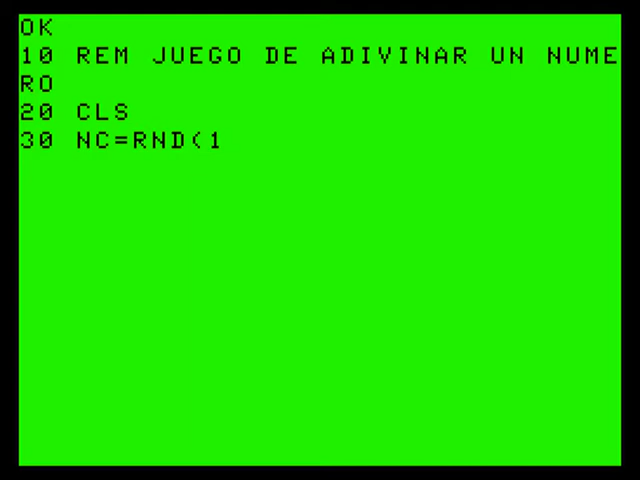 OK
10 REM JUEGO DE ADIVINAR UN NUME
RO
20 CLS
30 NC=RND(1